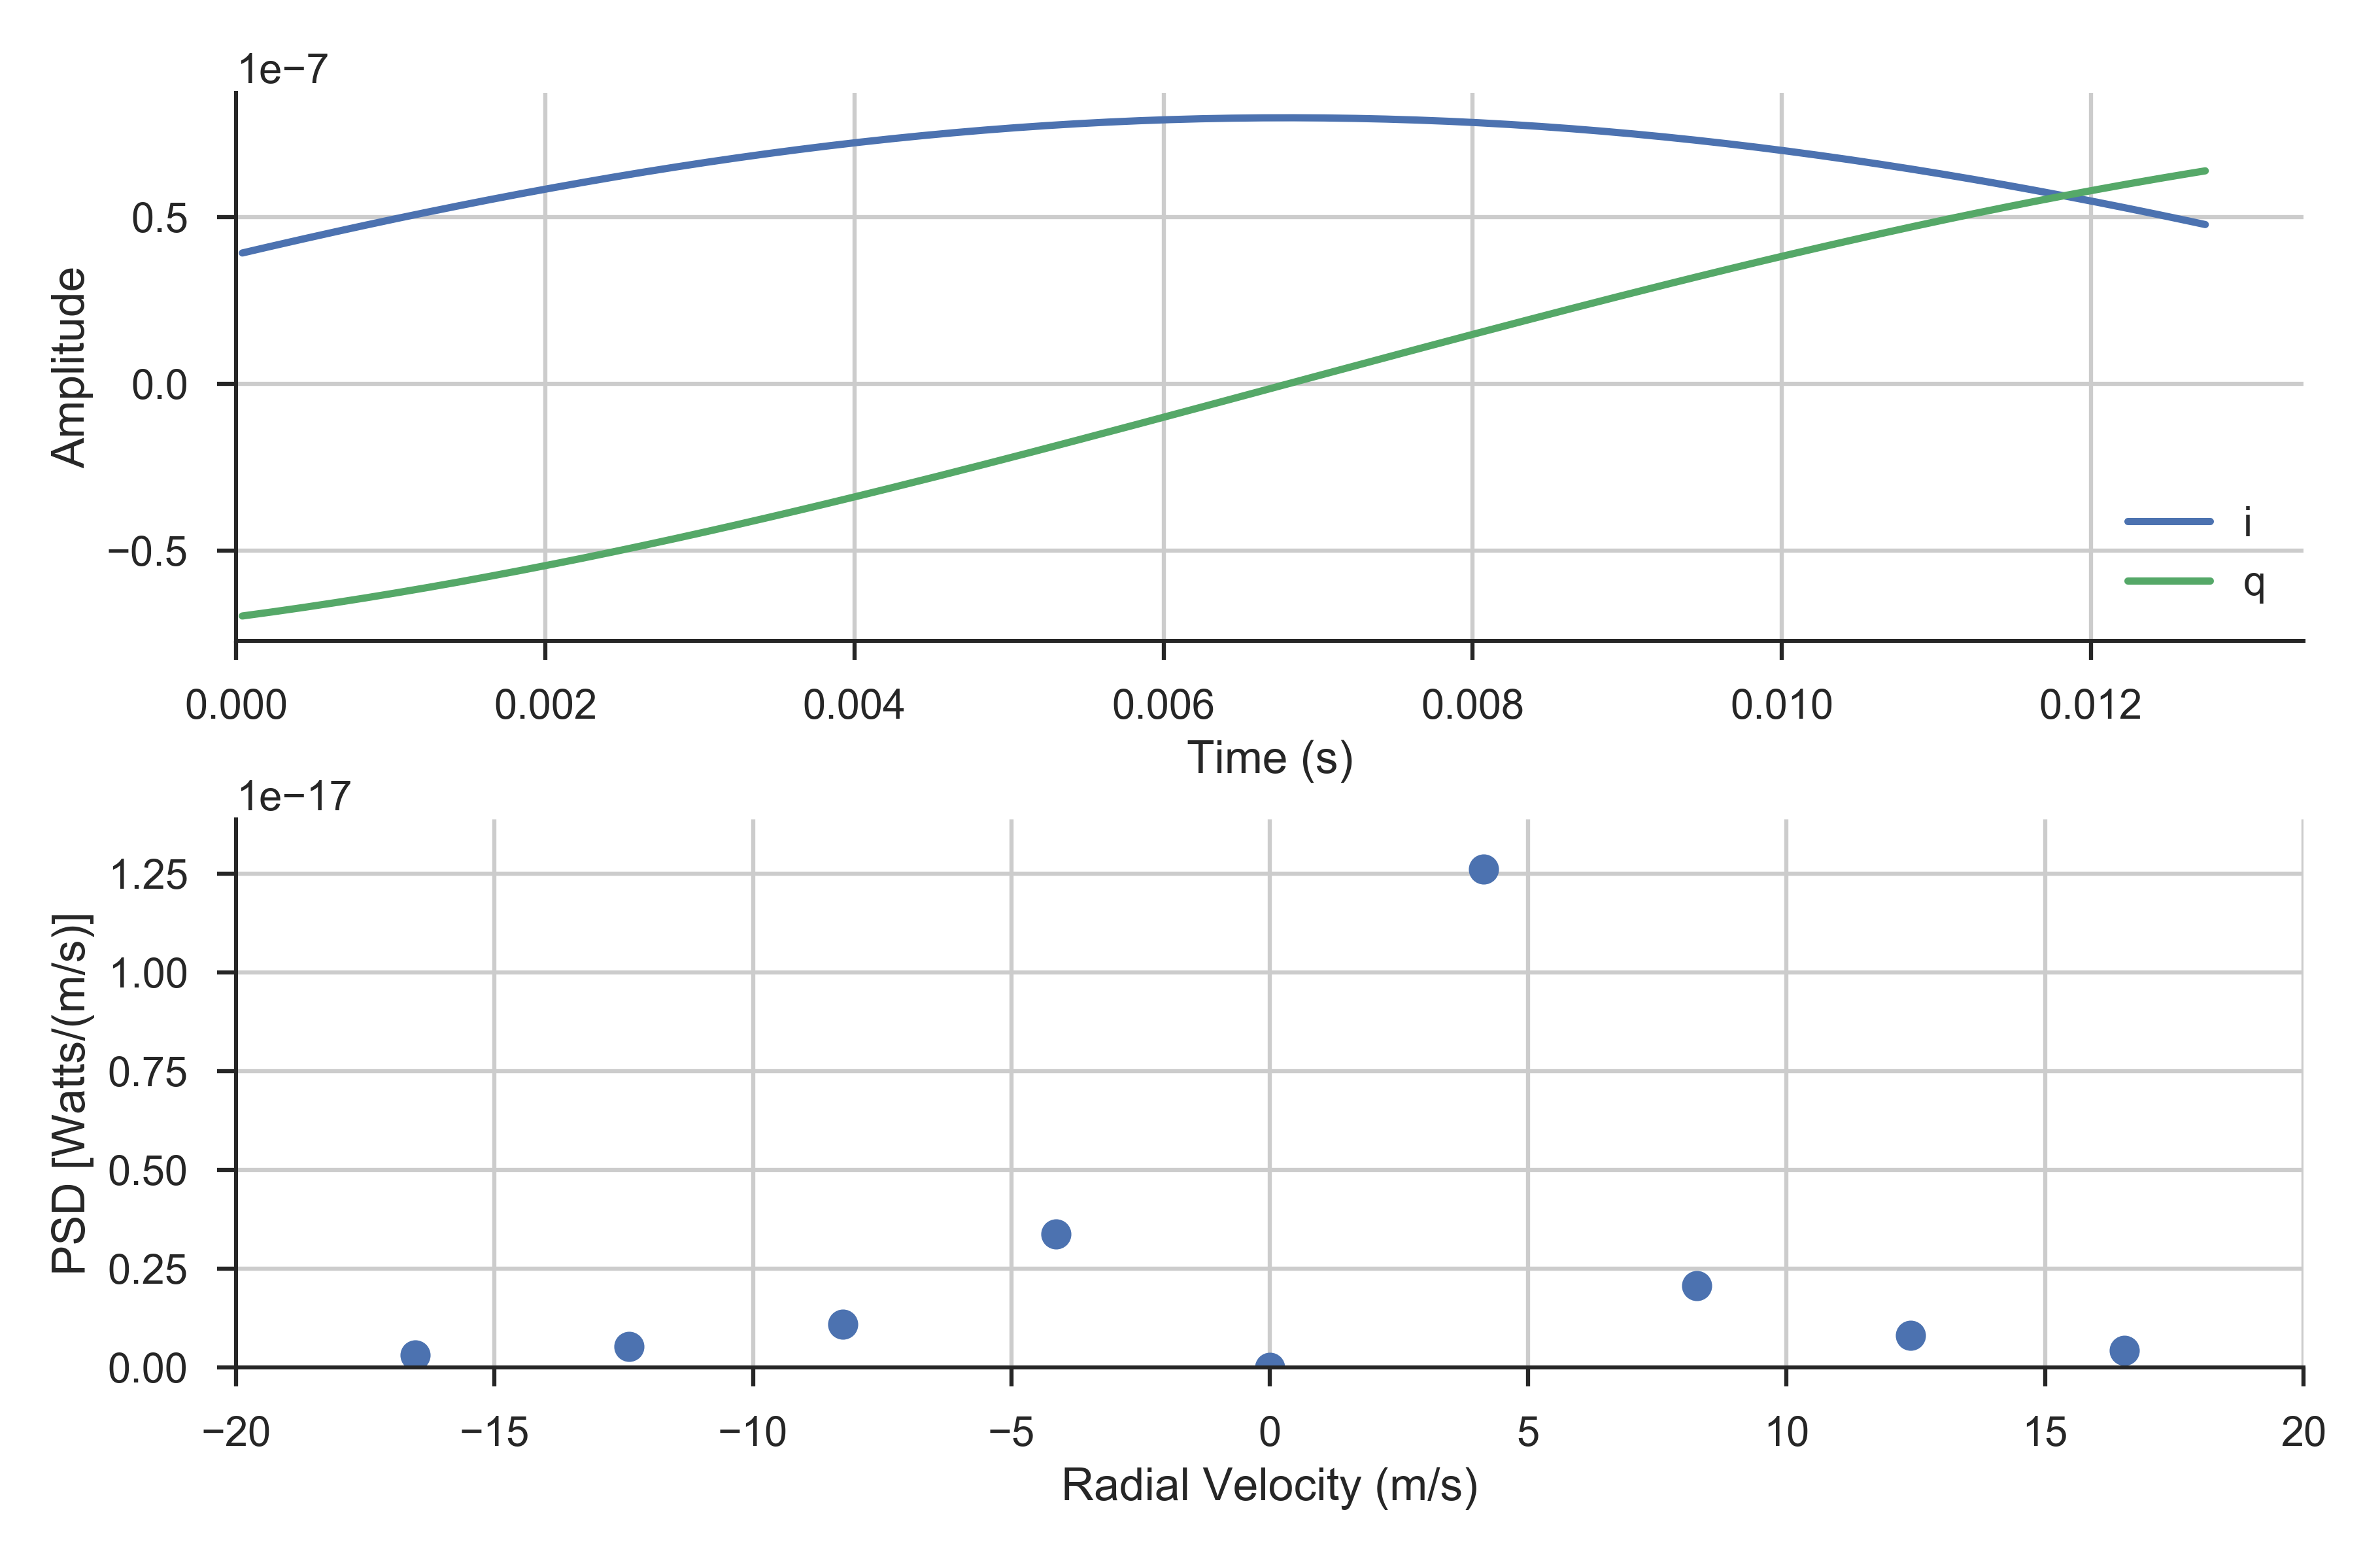 1e−7
Amplitude
0.5
0.0
−0.5
i
q
0.000 0.002 0.004 0.006 0.008 0.010 0.012
Time (s)
1e−17
PSD [Watts/(m/s)]
1.25
1.00
0.75
0.50
0.25
0.00
−20 −15 −10 −5 0 5 10 15 20
Radial Velocity (m/s)